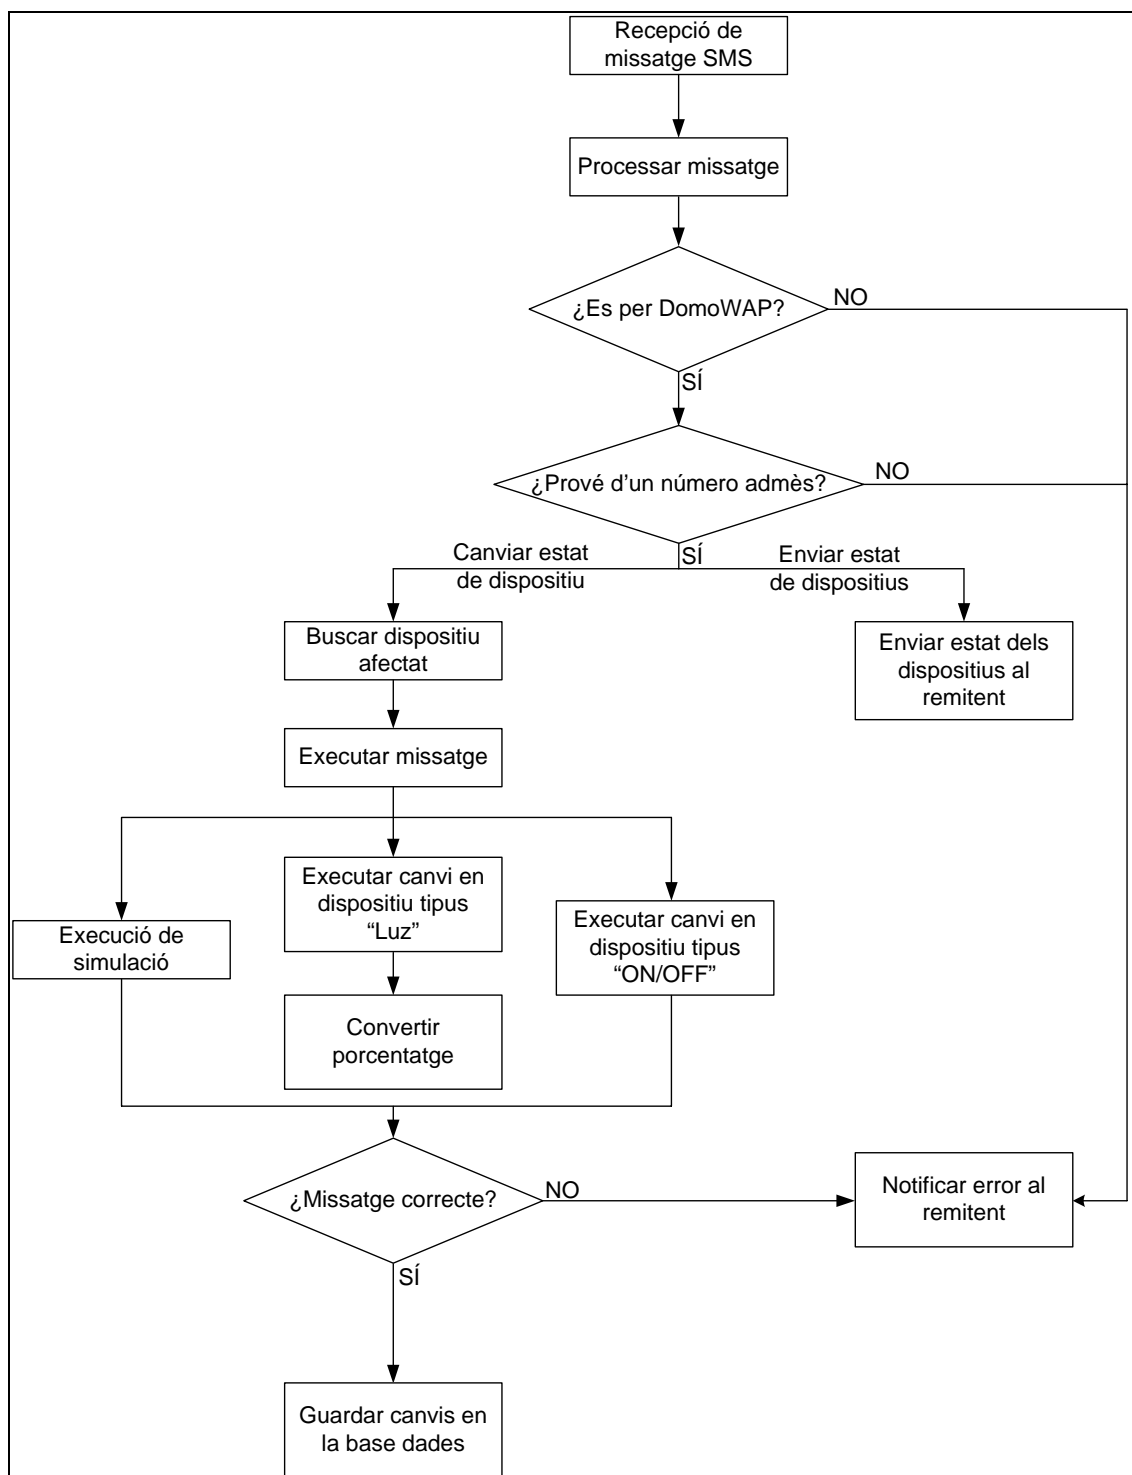 Recepció de
missatge SMS
Processar missatge
¿Es per DomoWAP?
NO
SÍ
¿Prové d’un número admès?
NO
SÍ
Canviar estat
de dispositiu
Enviar estat
de dispositius
Buscar dispositiu
afectat
Enviar estat dels
dispositius al
remitent
Executar missatge
Execució de
simulació
Executar canvi en
dispositiu tipus
“Luz”
Executar canvi en
dispositiu tipus
“ON/OFF”
Convertir
porcentatge
¿Missatge correcte?
NO
SÍ
Notificar error al
remitent
Guardar canvis en
la base dades